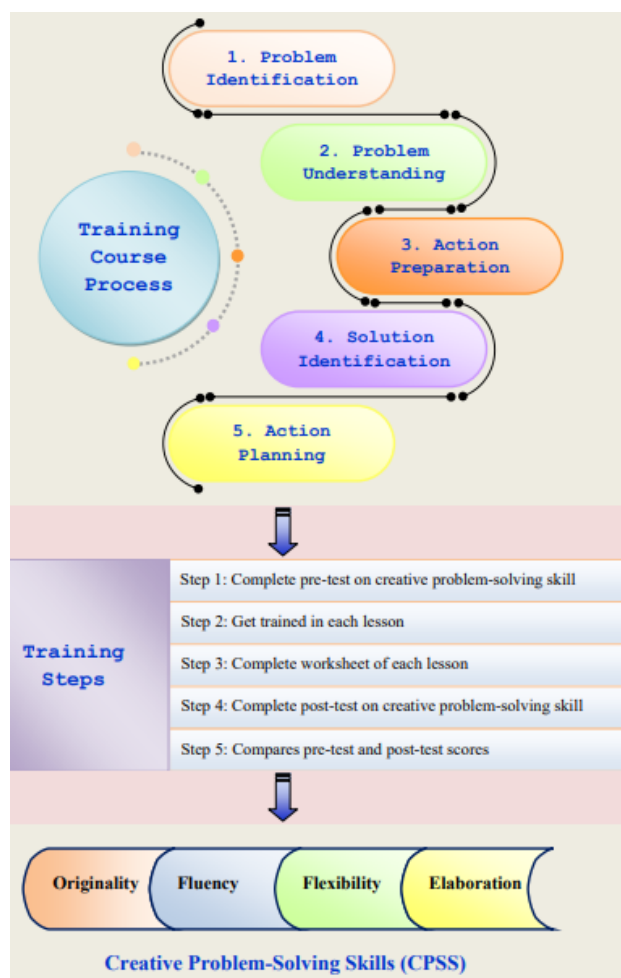 1. Problem
Identification
2. Problem
Understanding
Training
Course
Process
3. Action
Preparation
4. Solution
Identification
5. Action
Planning
Training
Steps
Step 1: Complete pre-test on creative problem-solving skill
Step 2: Get trained in each lesson
Step 3: Complete worksheet of each lesson
Step 4: Complete post-test on creative problem-solving skill
Step 5: Compares pre-test and post-test scores
Originality Fluency Flexibility Elaboration
Creative Problem-Solving Skills (CPSS)